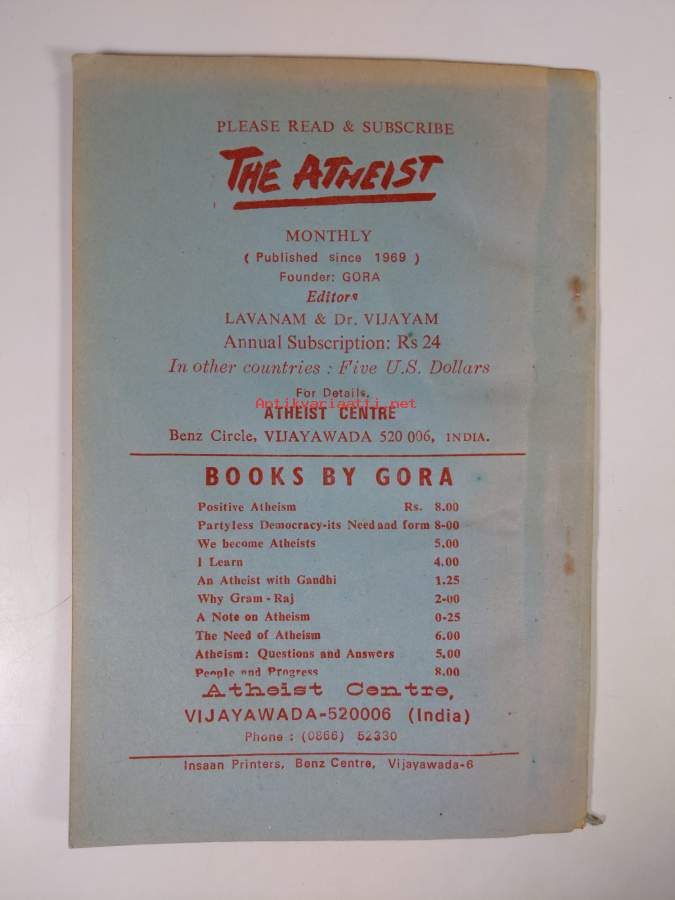 PLEASE READ & SUBSCRIBE
THE ATHEIST
MONTHLY
( Published since 1969 )
Founder: GORA
Editors
LAVANAM & Dr. VIJAYAM
Annual Subscription: Rs 24
In other countries : Five U.S. Dollars
For Details,
Antikvariaatti.net
ATHEIST CENTRE
Benz Circle, VIJAYAWADA 520 006, INDIA.
BOOKS BY GORA
Positive Atheism Rs. 8.00
Partyless Democracy-its Need and form 8-00
We become Atheists 5.00
I Learn 4.00
An Atheist with Gandhi 1.25
Why Gram-Raj 2-00
A Note on Atheism 0-25
The Need of Atheism 6.00
Atheism: Questions and Answers 5.00
People and Progress 8.00
Atheist Centre,
VIJAYAWADA-520006 (India)
Phone : (0866) 52330
Insaan Printers, Benz Centre, Vijayawada-6